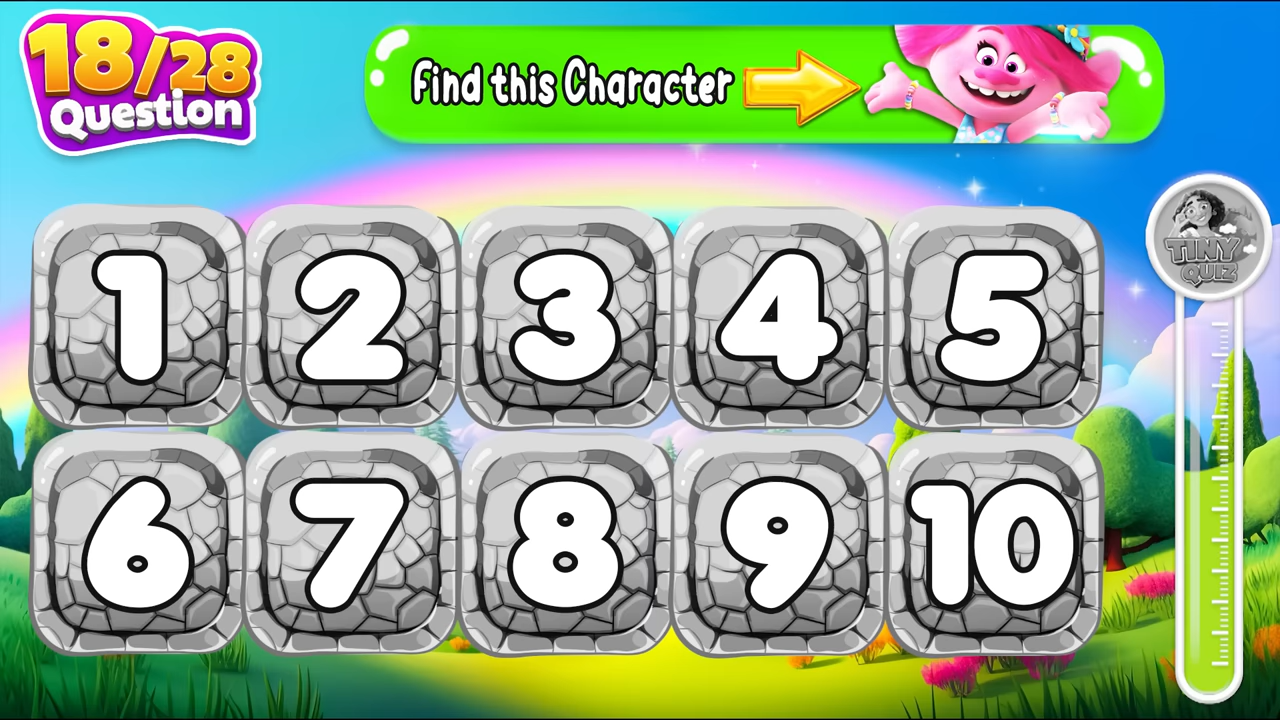 18/28
Question
Find this Character
TINY
QUIZ
1 2 3 4 5
6 7 8 9 10